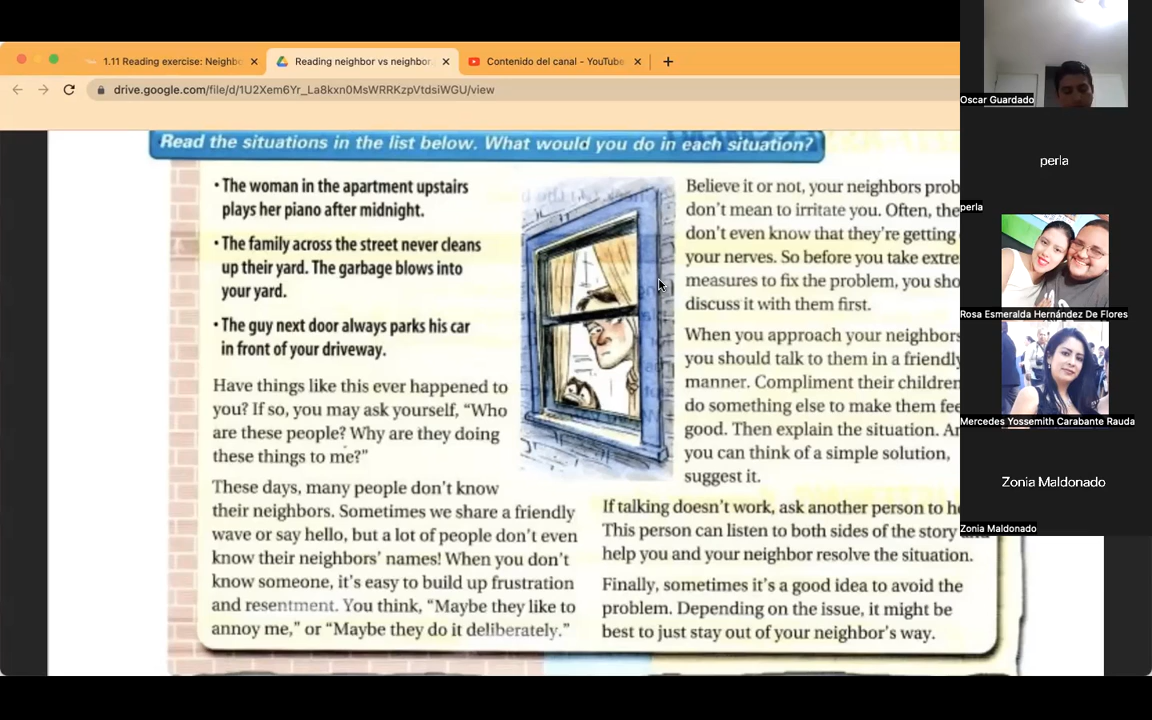 1.11 Reading exercise: Neighb
Reading neighbor vs neighbor
Contenido del canal - YouTube
drive.google.com/file/d/1U2Xem6Yr_La8kxn0MsWRRKzpVtdsiWGU/view
Read the situations in the list below. What would you do in each situation?
• The woman in the apartment upstairs
plays her piano after midnight.
• The family across the street never cleans
up their yard. The garbage blows into
your yard.
• The guy next door always parks his car
in front of your driveway.
Have things like this ever happened to
you? If so, you may ask yourself, “Who
are these people? Why are they doing
these things to me?”
These days, many people don’t know
their neighbors. Sometimes we share a friendly
wave or say hello, but a lot of people don’t even
know their neighbors’ names! When you don’t
know someone, it’s easy to build up frustration
and resentment. You think, “Maybe they like to
annoy me,” or “Maybe they do it deliberately.”
Believe it or not, your neighbors prob
don’t mean to irritate you. Often, the
don’t even know that they’re getting
your nerves. So before you take extre
measures to fix the problem, you sho
discuss it with them first.
When you approach your neighbors
you should talk to them in a friendly
manner. Compliment their children
do something else to make them fee
good. Then explain the situation. An
you can think of a simple solution,
suggest it.
If talking doesn’t work, ask another person to he
This person can listen to both sides of the story and
help you and your neighbor resolve the situation.
Finally, sometimes it’s a good idea to avoid the
problem. Depending on the issue, it might be
best to just stay out of your neighbor’s way.
Oscar Guardado
perla
perla
Rosa Esmeralda Hernández De Flores
Mercedes Yossemith Carabante Rauda
Zonia Maldonado
Zonia Maldonado